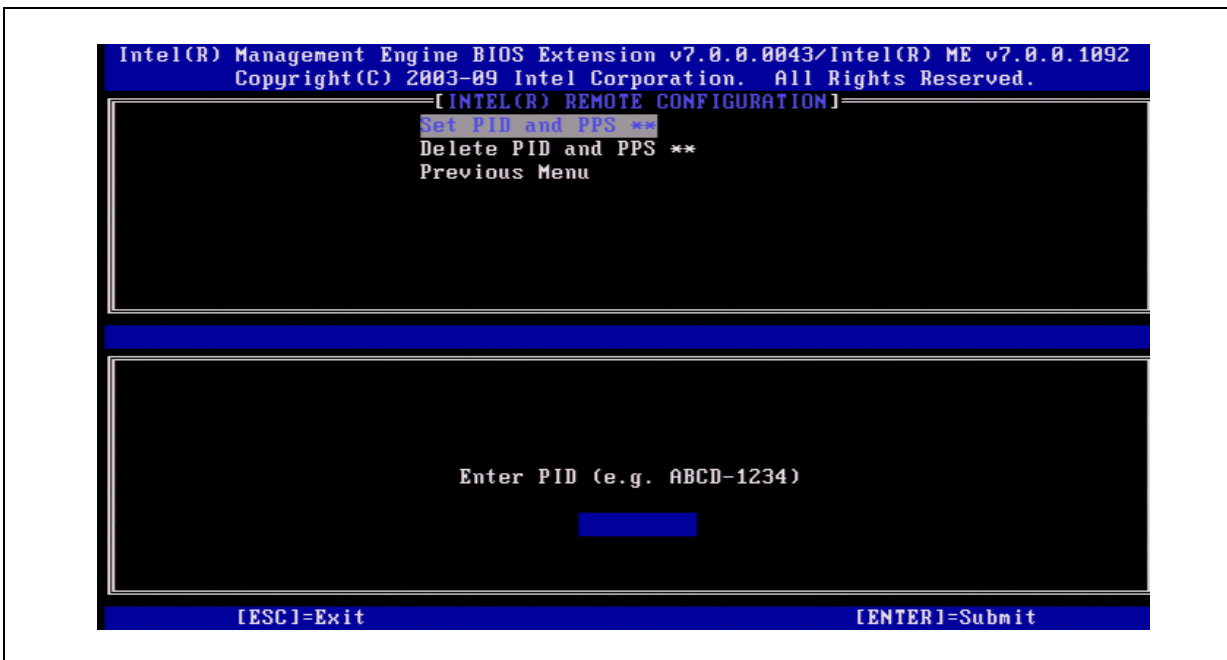 Intel(R) Management Engine BIOS Extension v7.0.0.0043/Intel(R) ME v7.0.0.1092
Copyright(C) 2003-09 Intel Corporation. All Rights Reserved.
[INTEL(R) REMOTE CONFIGURATION]
Set PID and PPS **
Delete PID and PPS **
Previous Menu
Enter PID (e.g. ABCD-1234)
[ESC]=Exit [ENTER]=Submit